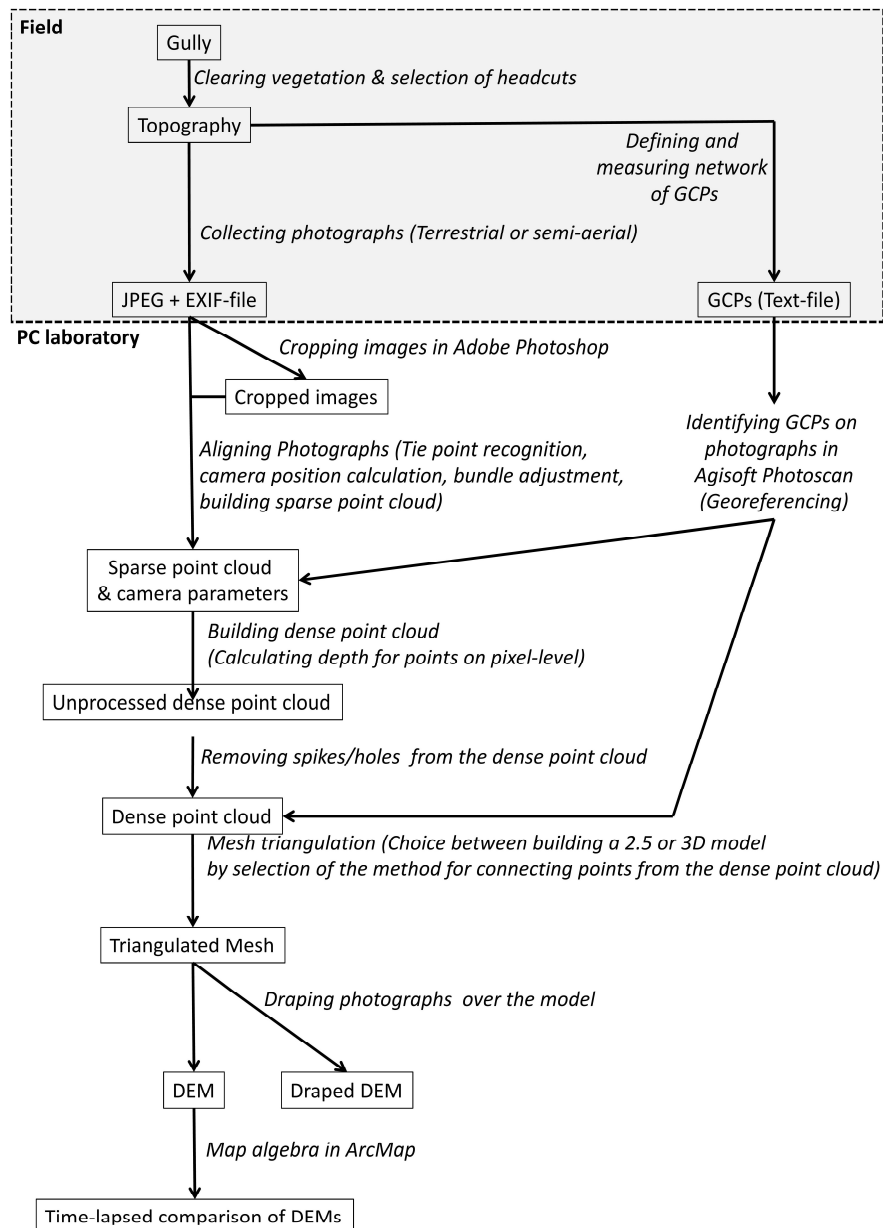 Field
Gully
Clearing vegetation & selection of headcuts
Topography
Defining and
measuring network
of GCPs
Collecting photographs (Terrestrial or semi-aerial)
JPEG + EXIF-file
GCPs (Text-file)
PC laboratory
Cropping images in Adobe Photoshop
Cropped images
Identifying GCPs on
photographs in
Agisoft Photoscan
(Georeferencing)
Aligning Photographs (Tie point recognition,
camera position calculation, bundle adjustment,
building sparse point cloud)
Sparse point cloud
& camera parameters
Building dense point cloud
(Calculating depth for points on pixel-level)
Unprocessed dense point cloud
Removing spikes/holes from the dense point cloud
Dense point cloud
Mesh triangulation (Choice between building a 2.5 or 3D model
by selection of the method for connecting points from the dense point cloud)
Triangulated Mesh
Draping photographs over the model
DEM
Draped DEM
Map algebra in ArcMap
Time-lapsed comparison of DEMs